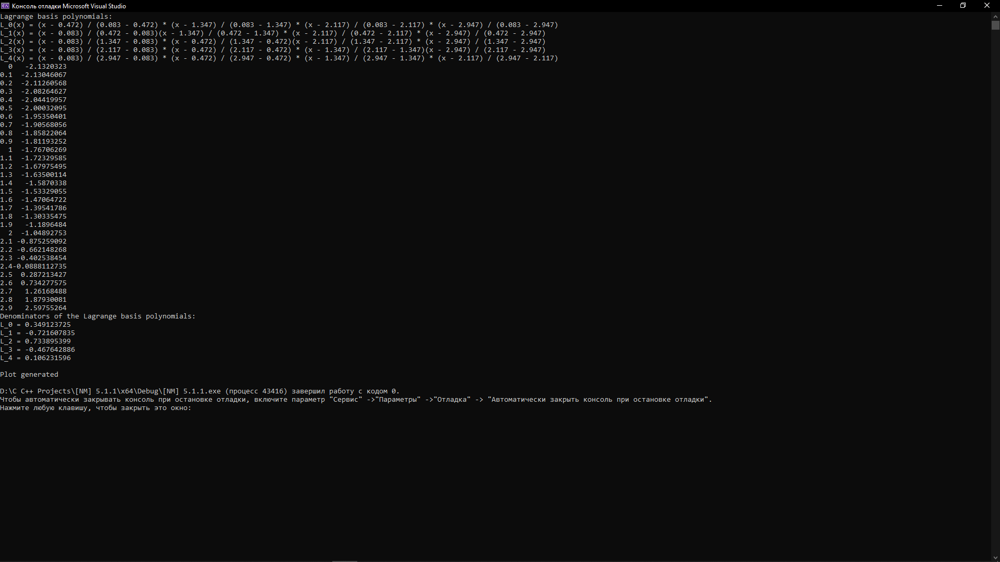 Консоль отладки Microsoft Visual Studio
Lagrange basis polynomials:
L_0(x) = (x - 0.472) / (0.083 - 0.472) * (x - 1.347) / (0.083 - 1.347) * (x - 2.117) / (0.083 - 2.117) * (x - 2.947) / (0.083 - 2.947)
L_1(x) = (x - 0.083) / (0.472 - 0.083)(x - 1.347) / (0.472 - 1.347) * (x - 2.117) / (0.472 - 2.117) * (x - 2.947) / (0.472 - 2.947)
L_2(x) = (x - 0.083) / (1.347 - 0.083) * (x - 0.472) / (1.347 - 0.472)(x - 2.117) / (1.347 - 2.117) * (x - 2.947) / (1.347 - 2.947)
L_3(x) = (x - 0.083) / (2.117 - 0.083) * (x - 0.472) / (2.117 - 0.472) * (x - 1.347) / (2.117 - 1.347)(x - 2.947) / (2.117 - 2.947)
L_4(x) = (x - 0.083) / (2.947 - 0.083) * (x - 0.472) / (2.947 - 0.472) * (x - 1.347) / (2.947 - 1.347) * (x - 2.117) / (2.947 - 2.117)
  0   -2.1320323
0.1  -2.13046067
0.2  -2.11260568
0.3  -2.08264627
0.4  -2.04419957
0.5  -2.00032095
0.6  -1.95350401
0.7  -1.90568056
0.8  -1.85822064
0.9  -1.81193252
  1  -1.76706269
1.1  -1.72329585
1.2  -1.67975495
1.3  -1.63500114
1.4   -1.5870338
1.5  -1.53329055
1.6  -1.47064722
1.7  -1.39541786
1.8  -1.30335475
1.9   -1.1896484
  2  -1.04892753
2.1 -0.875259092
2.2 -0.662148268
2.3 -0.402538454
2.4-0.0888112735
2.5  0.287213427
2.6  0.734277575
2.7   1.26168488
2.8   1.87930081
2.9   2.59755264
Denominators of the Lagrange basis polynomials:
L_0 = 0.349123725
L_1 = -0.721607835
L_2 = 0.733895399
L_3 = -0.467642886
L_4 = 0.106231596
Plot generated
D:\C C++ Projects\[NM] 5.1.1\x64\Debug\[NM] 5.1.1.exe (процесс 43416) завершил работу с кодом 0.
Чтобы автоматически закрывать консоль при остановке отладки, включите параметр "Сервис" ->"Параметры" ->"Отладка" -> "Автоматически закрыть консоль при остановке отладки".
Нажмите любую клавишу, чтобы закрыть это окно: